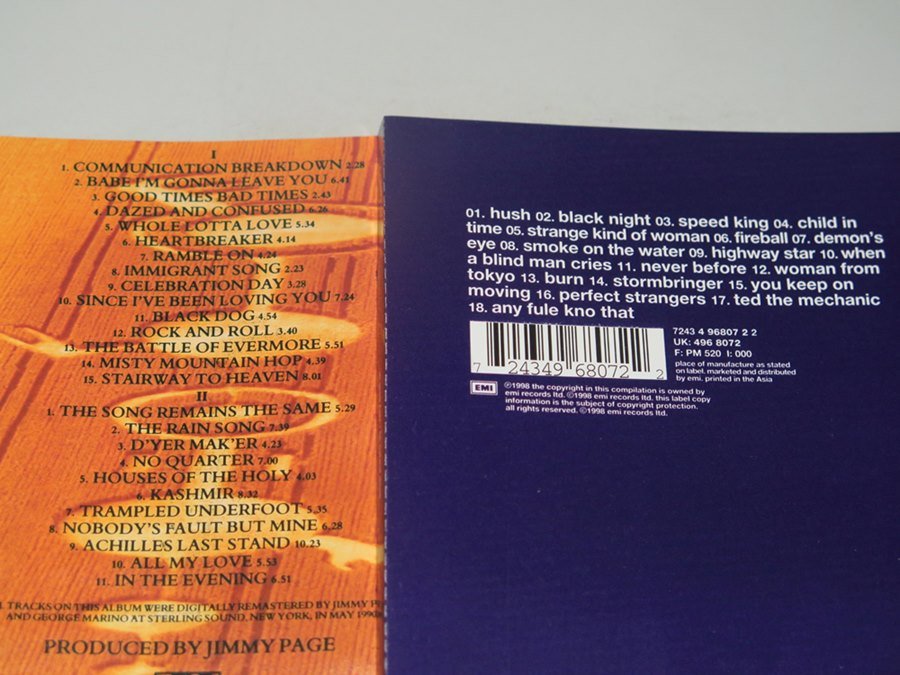 I
1. COMMUNICATION BREAKDOWN 2.28
2. BABE I'M GONNA LEAVE YOU 6.41
3. GOOD TIMES BAD TIMES 2.43
4. DAZED AND CONFUSED 6.26
5. WHOLE LOTTA LOVE 5.34
6. HEARTBREAKER 4.14
7. RAMBLE ON 4.24
8. IMMIGRANT SONG 2.23
9. CELEBRATION DAY 3.28
10. SINCE I'VE BEEN LOVING YOU 7.24
11. BLACK DOG 4.54
12. ROCK AND ROLL 3.40
13. THE BATTLE OF EVERMORE 5.51
14. MISTY MOUNTAIN HOP 4.39
15. STAIRWAY TO HEAVEN 8.01
II
1. THE SONG REMAINS THE SAME 5.29
2. THE RAIN SONG 7.39
3. D'YER MAK'ER 4.23
4. NO QUARTER 7.00
5. HOUSES OF THE HOLY 4.03
6. KASHMIR 8.32
7. TRAMPLED UNDERFOOT 5.35
8. NOBODY'S FAULT BUT MINE 6.28
9. ACHILLES LAST STAND 10.23
10. ALL MY LOVE 5.53
11. IN THE EVENING 6.51
TRACKS ON THIS ALBUM WERE DIGITALLY REMASTERED BY JIMMY
AND GEORGE MARINO AT STERLING SOUND, NEW YORK, IN MAY 1990
PRODUCED BY JIMMY PAGE
01. hush 02. black night 03. speed king 04. child in
time 05. strange kind of woman 06. fireball 07. demon's
eye 08. smoke on the water 09. highway star 10. when
a blind man cries 11. never before 12. woman from
tokyo 13. burn 14. stormbringer 15. you keep on
moving 16. perfect strangers 17. ted the mechanic
18. any fule kno that
7 24349 68072 2
7243 4 96807 2 2
UK: 496 8072
F: PM 520 1: 000
place of manufacture as stated
on label. marketed and distributed
by emi. printed in the Asia
EMI
℗1998 the copyright in this compilation is owned by
emi records ltd. ©1998 emi records ltd. this label copy
information is the subject of copyright protection.
all rights reserved. ©1998 emi records ltd.